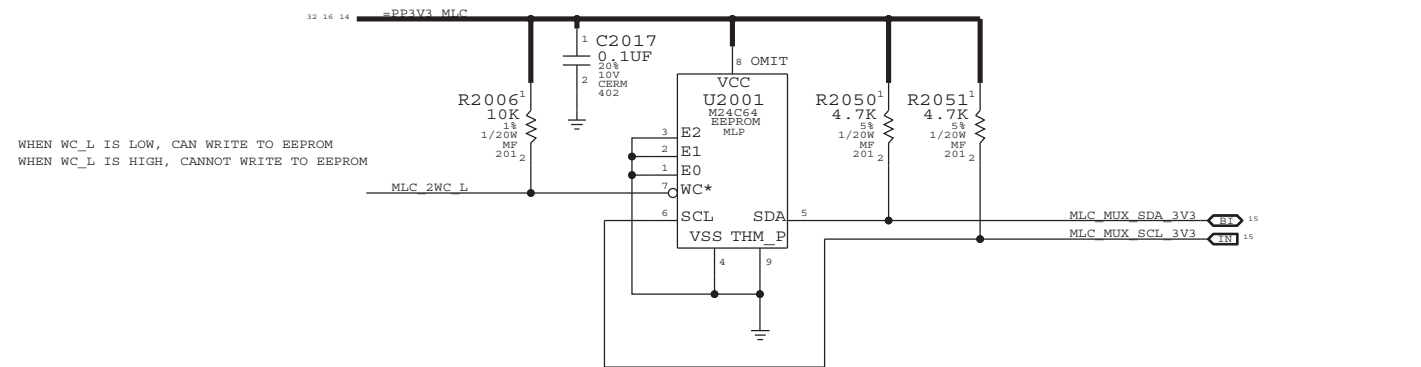 32 16 14
=PP3V3_MLC
1
C2017
0.1UF
20%
10V
CERM
402
2
8 OMIT
VCC
U2001
M24C64
EEPROM
MLP
R2006
1
10K
1%
1/20W
MF
201
2
R2050
1
4.7K
5%
1/20W
MF
201
2
R2051
1
4.7K
5%
1/20W
MF
201
2
WHEN WC_L IS LOW, CAN WRITE TO EEPROM
WHEN WC_L IS HIGH, CANNOT WRITE TO EEPROM
3 E2
2 E1
1 E0
MLC_2WC_L
7 WC*
6 SCL
SDA 5
VSS THM_P
4
9
MLC_MUX_SDA_3V3 BI 15
MLC_MUX_SCL_3V3 IN 15